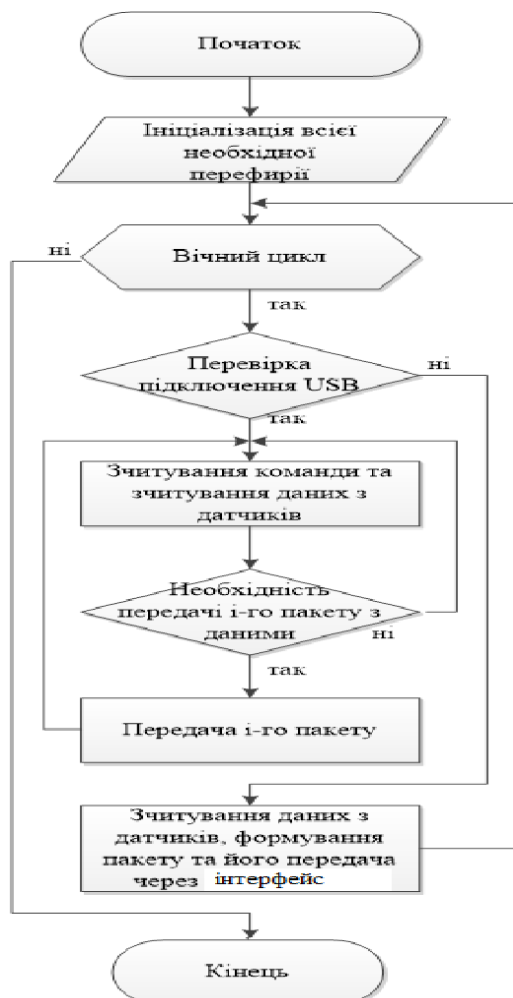 Початок
Ініціалізація всієї
необхідної
перефирії
ні
Вічний цикл
так
Перевірка
підключення USB
ні
так
Зчитування команди та
зчитування даних з
датчиків
Необхідність
передачі і-го пакету з
даними
ні
так
Передача і-го пакету
Зчитування даних з
датчиків, формування
пакету та його передача
через інтерфейс
Кінець